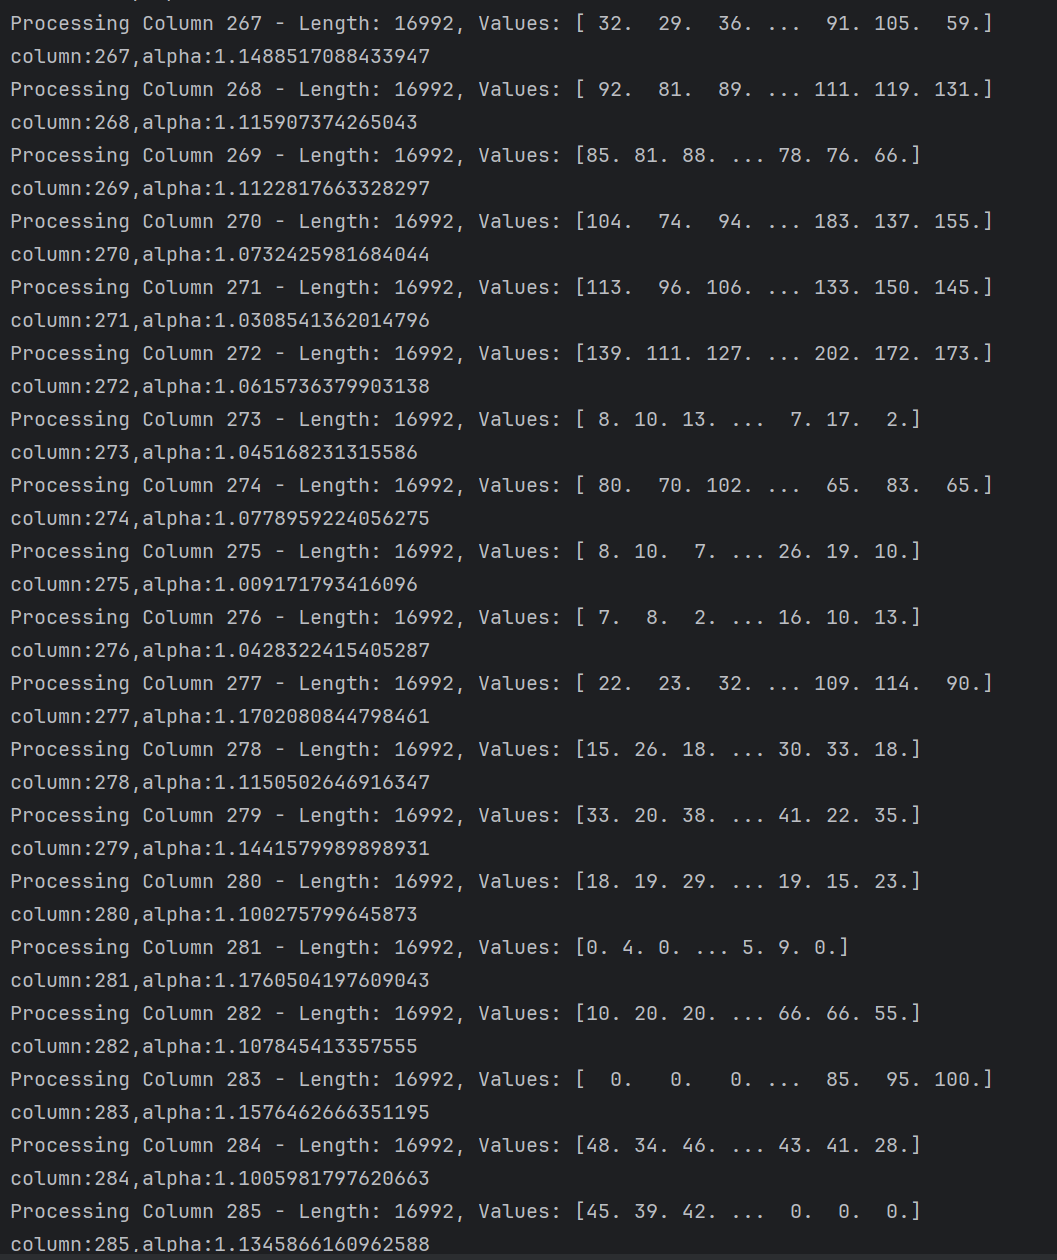 Processing Column 267 - Length: 16992, Values: [ 32.  29.  36. ...  91. 105.  59.]
column:267,alpha:1.1488517088433947
Processing Column 268 - Length: 16992, Values: [ 92.  81.  89. ... 111. 119. 131.]
column:268,alpha:1.115907374265043
Processing Column 269 - Length: 16992, Values: [85. 81. 88. ... 78. 76. 66.]
column:269,alpha:1.1122817663328297
Processing Column 270 - Length: 16992, Values: [104.  74.  94. ... 183. 137. 155.]
column:270,alpha:1.0732425981684044
Processing Column 271 - Length: 16992, Values: [113.  96. 106. ... 133. 150. 145.]
column:271,alpha:1.0308541362014796
Processing Column 272 - Length: 16992, Values: [139. 111. 127. ... 202. 172. 173.]
column:272,alpha:1.0615736379903138
Processing Column 273 - Length: 16992, Values: [ 8. 10. 13. ...  7. 17.  2.]
column:273,alpha:1.045168231315586
Processing Column 274 - Length: 16992, Values: [ 80.  70. 102. ...  65.  83.  65.]
column:274,alpha:1.0778959224056275
Processing Column 275 - Length: 16992, Values: [ 8. 10.  7. ... 26. 19. 10.]
column:275,alpha:1.009171793416096
Processing Column 276 - Length: 16992, Values: [ 7.  8.  2. ... 16. 10. 13.]
column:276,alpha:1.0428322415405287
Processing Column 277 - Length: 16992, Values: [ 22.  23.  32. ... 109. 114.  90.]
column:277,alpha:1.1702080844798461
Processing Column 278 - Length: 16992, Values: [15. 26. 18. ... 30. 33. 18.]
column:278,alpha:1.1150502646916347
Processing Column 279 - Length: 16992, Values: [33. 20. 38. ... 41. 22. 35.]
column:279,alpha:1.1441579989898931
Processing Column 280 - Length: 16992, Values: [18. 19. 29. ... 19. 15. 23.]
column:280,alpha:1.100275799645873
Processing Column 281 - Length: 16992, Values: [0. 4. 0. ... 5. 9. 0.]
column:281,alpha:1.1760504197609043
Processing Column 282 - Length: 16992, Values: [10. 20. 20. ... 66. 66. 55.]
column:282,alpha:1.107845413357555
Processing Column 283 - Length: 16992, Values: [  0.   0.   0. ...  85.  95. 100.]
column:283,alpha:1.1576462666351195
Processing Column 284 - Length: 16992, Values: [48. 34. 46. ... 43. 41. 28.]
column:284,alpha:1.1005981797620663
Processing Column 285 - Length: 16992, Values: [45. 39. 42. ...  0.  0.  0.]
column:285,alpha:1.1345866160962588